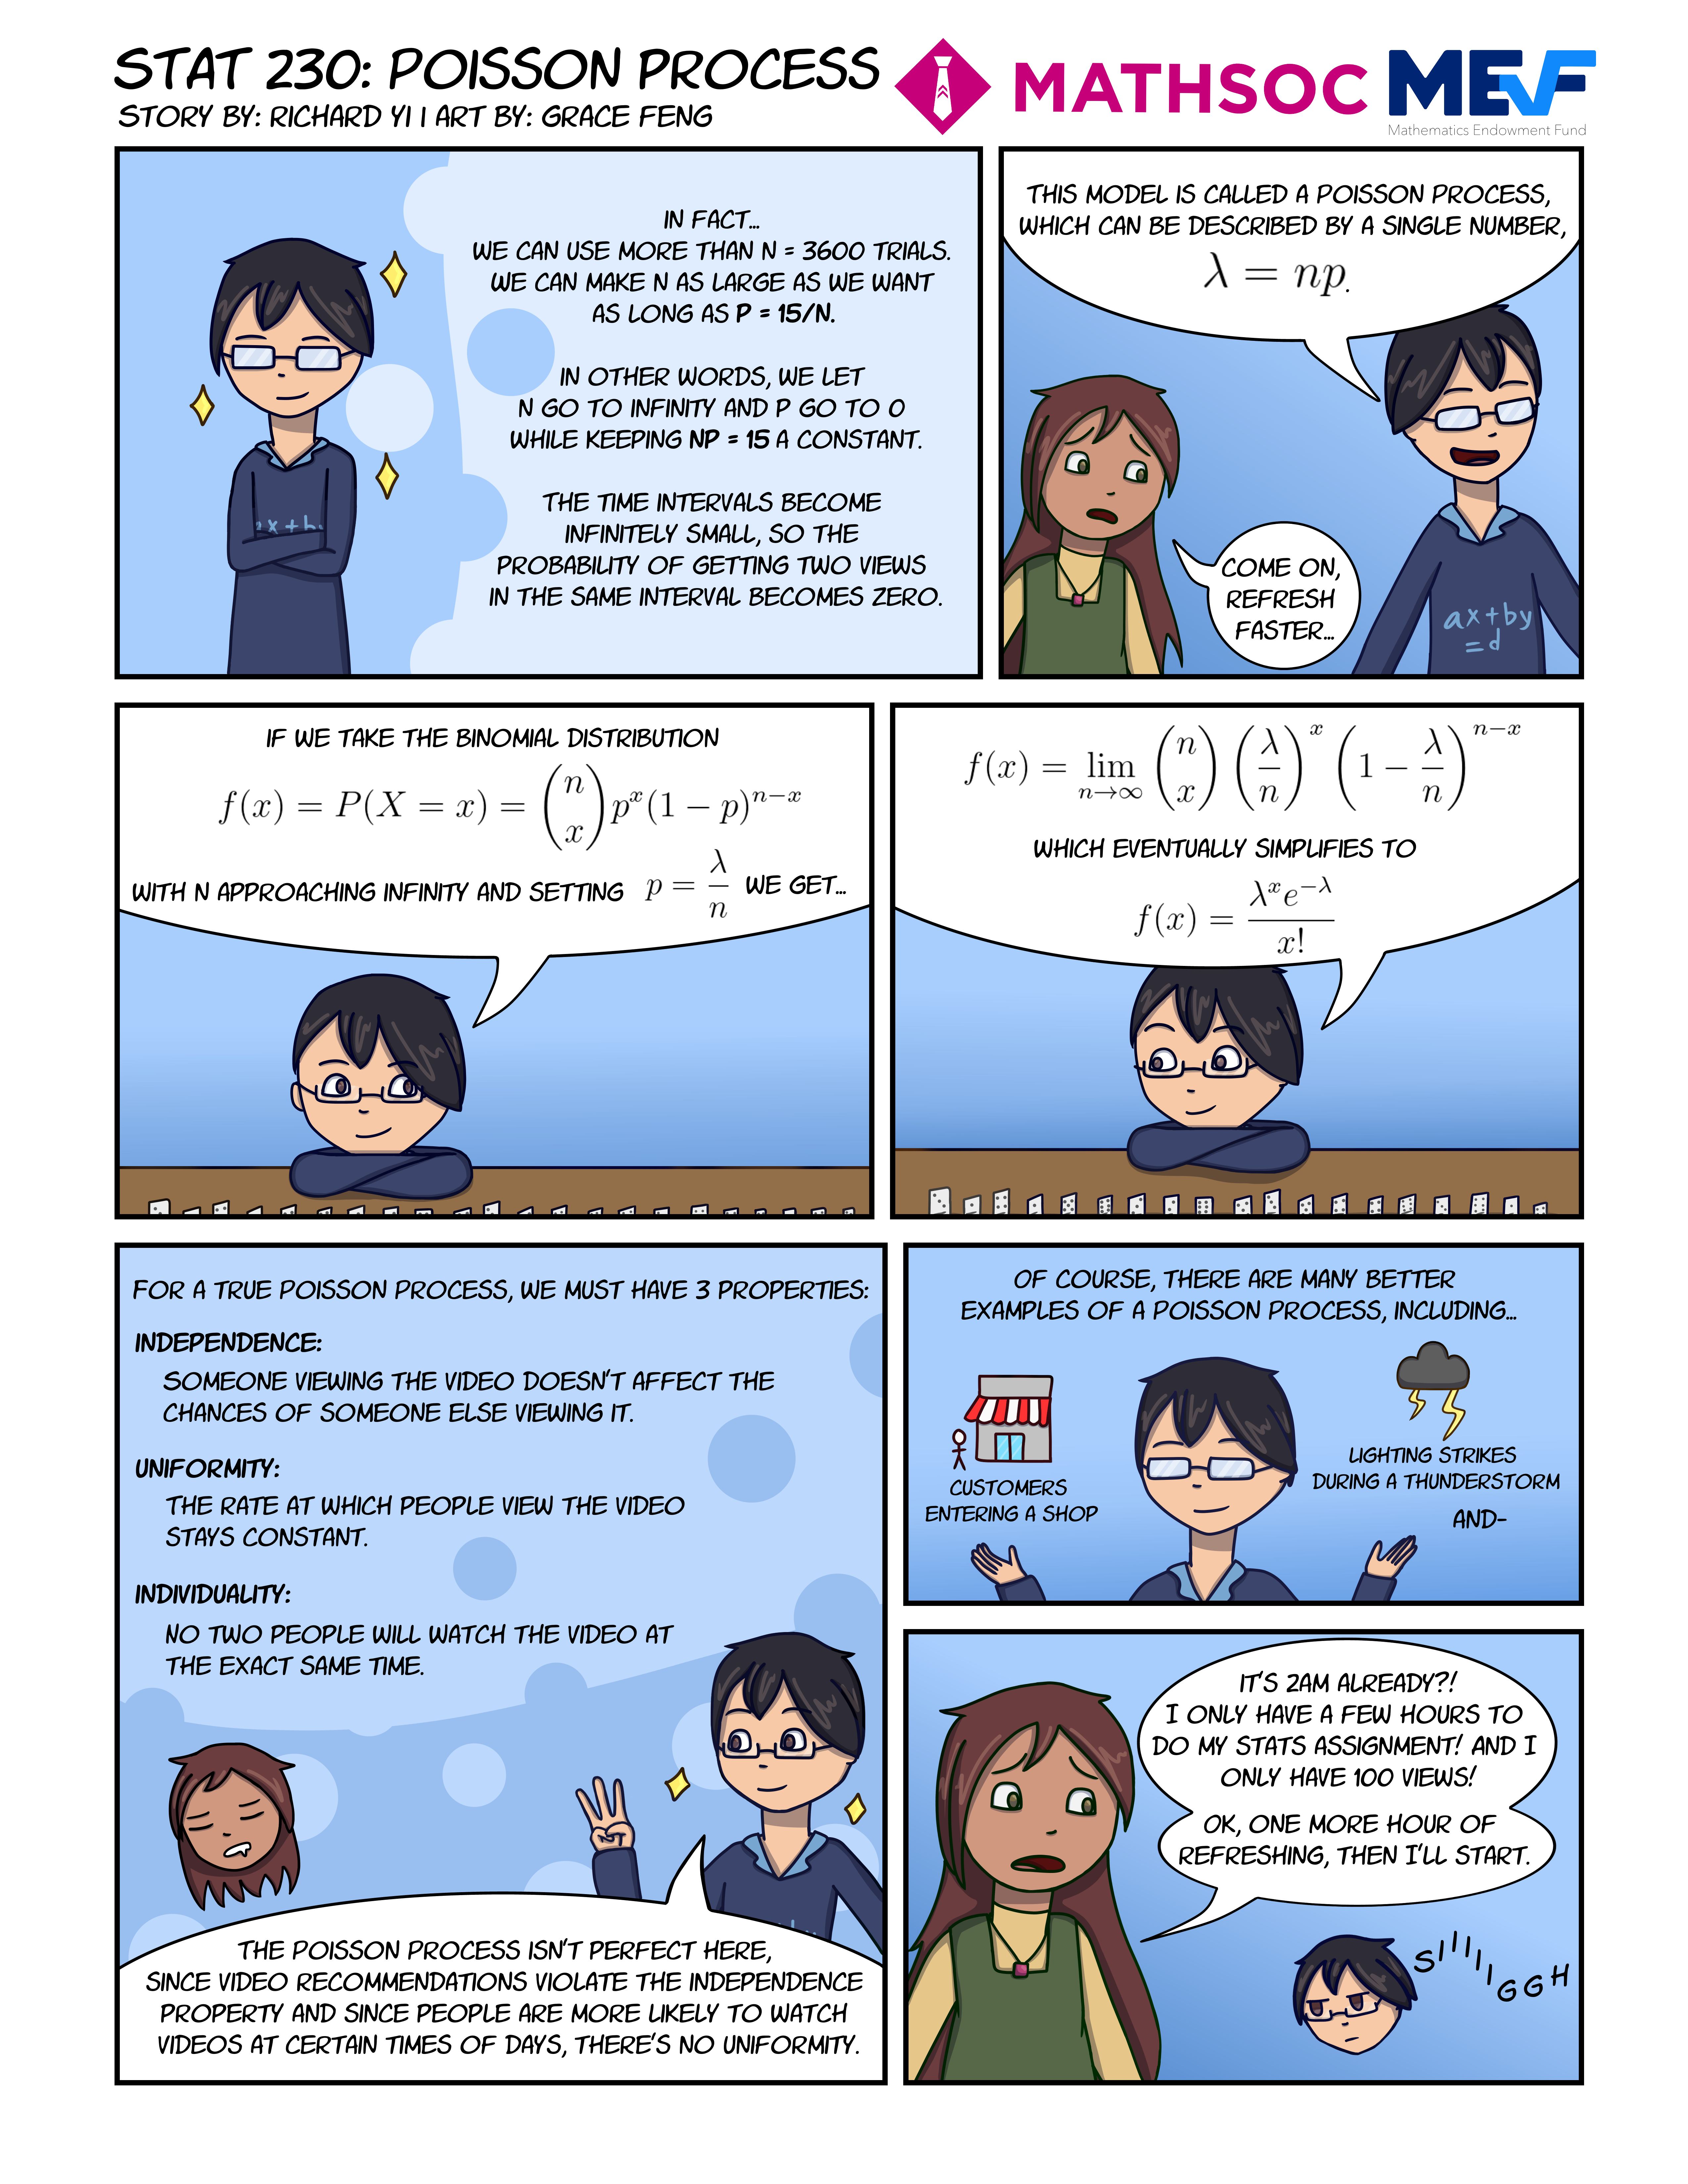 STAT 230: POISSON PROCESS
STORY BY: RICHARD YI | ART BY: GRACE FENG
MATHSOC
MEF
Mathematics Endowment Fund
IN FACT...
WE CAN USE MORE THAN N = 3600 TRIALS.
WE CAN MAKE N AS LARGE AS WE WANT
AS LONG AS P = 15/N.
IN OTHER WORDS, WE LET
N GO TO INFINITY AND P GO TO 0
WHILE KEEPING NP = 15 A CONSTANT.
THE TIME INTERVALS BECOME
INFINITELY SMALL, SO THE
PROBABILITY OF GETTING TWO VIEWS
IN THE SAME INTERVAL BECOMES ZERO.
ax+by
THIS MODEL IS CALLED A POISSON PROCESS,
WHICH CAN BE DESCRIBED BY A SINGLE NUMBER,
λ = np.
COME ON,
REFRESH
FASTER...
ax+by
=d
IF WE TAKE THE BINOMIAL DISTRIBUTION
f(x) = P(X = x) = (n x) p^x (1 − p)^{n−x}
WITH N APPROACHING INFINITY AND SETTING p = λ/n WE GET...
f(x) = lim_{n→∞} (n x) (λ/n)^x (1 − λ/n)^{n−x}
WHICH EVENTUALLY SIMPLIFIES TO
f(x) = λ^x e^{−λ} / x!
FOR A TRUE POISSON PROCESS, WE MUST HAVE 3 PROPERTIES:
INDEPENDENCE:
SOMEONE VIEWING THE VIDEO DOESN'T AFFECT THE
CHANCES OF SOMEONE ELSE VIEWING IT.
UNIFORMITY:
THE RATE AT WHICH PEOPLE VIEW THE VIDEO
STAYS CONSTANT.
INDIVIDUALITY:
NO TWO PEOPLE WILL WATCH THE VIDEO AT
THE EXACT SAME TIME.
THE POISSON PROCESS ISN'T PERFECT HERE,
SINCE VIDEO RECOMMENDATIONS VIOLATE THE INDEPENDENCE
PROPERTY AND SINCE PEOPLE ARE MORE LIKELY TO WATCH
VIDEOS AT CERTAIN TIMES OF DAYS, THERE'S NO UNIFORMITY.
OF COURSE, THERE ARE MANY BETTER
EXAMPLES OF A POISSON PROCESS, INCLUDING...
CUSTOMERS
ENTERING A SHOP
LIGHTING STRIKES
DURING A THUNDERSTORM
AND-
IT'S 2AM ALREADY?!
I ONLY HAVE A FEW HOURS TO
DO MY STATS ASSIGNMENT! AND I
ONLY HAVE 100 VIEWS!
OK, ONE MORE HOUR OF
REFRESHING, THEN I'LL START.
SIIIIIGGH